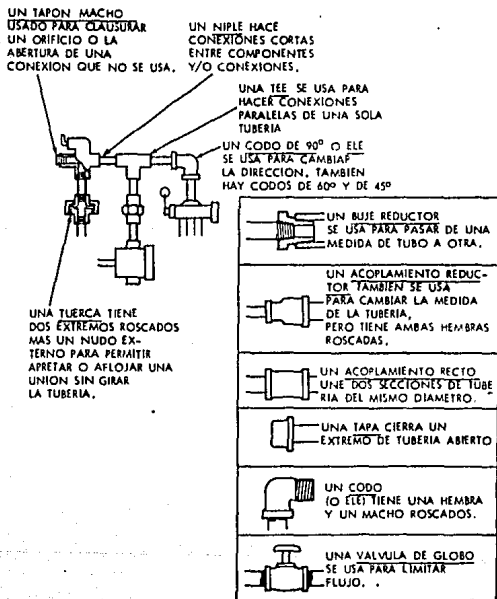 UN TAPON MACHO
USADO PARA CLAUSURAR
UN ORIFICIO O LA
ABERTURA DE UNA
CONEXION QUE NO SE USA.
UN NIPLE HACE
CONEXIONES CORTAS
ENTRE COMPONENTES
Y/O CONEXIONES.
UNA TEE SE USA PARA
HACER CONEXIONES
PARALELAS DE UNA SOLA
TUBERIA
UN CODO DE 90º O ELE
SE USA PARA CAMBIAR
LA DIRECCION. TAMBIEN
HAY CODOS DE 60º Y DE 45º
UNA TUERCA TIENE
DOS EXTREMOS ROSCADOS
MAS UN NUDO EX-
TERNO PARA PERMITIR
APRETAR O AFLOJAR UNA
UNION SIN GIRAR
LA TUBERIA.
UN BUJE REDUCTOR
SE USA PARA PASAR DE UNA
MEDIDA DE TUBO A OTRA.
UN ACOPLAMIENTO REDUC-
TOR TAMBIEN SE USA
PARA CAMBIAR LA MEDIDA
DE LA TUBERIA,
PERO TIENE AMBAS HEMBRAS
ROSCADAS.
UN ACOPLAMIENTO RECTO
UNE DOS SECCIONES DE TUBE
RIA DEL MISMO DIAMETRO.
UNA TAPA CIERRA UN
EXTREMO DE TUBERIA ABIERTO
UN CODO
(O ELE) TIENE UNA HEMBRA
Y UN MACHO ROSCADOS.
UNA VALVULA DE GLOBO
SE USA PARA LIMITAR
FLUJO.